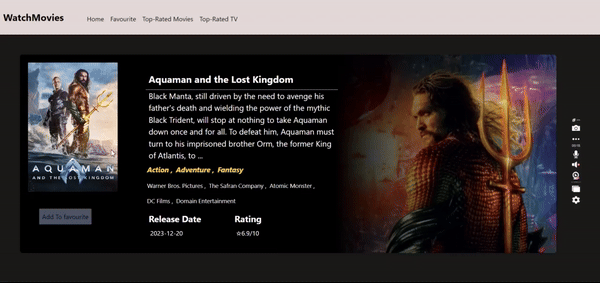 WatchMovies
Home Favourite Top-Rated Movies Top-Rated TV
Aquaman and the Lost Kingdom
Black Manta, still driven by the need to avenge his
father's death and wielding the power of the mythic
Black Trident, will stop at nothing to take Aquaman
down once and for all. To defeat him, Aquaman must
turn to his imprisoned brother Orm, the former King
of Atlantis, to ...
Action , Adventure , Fantasy
Warner Bros. Pictures , The Safran Company , Atomic Monster ,
DC Films , Domain Entertainment
Release Date Rating
2023-12-20 ☆6.9/10
AQUAMAN
AND THE LOST KINGDOM
Add To favourite